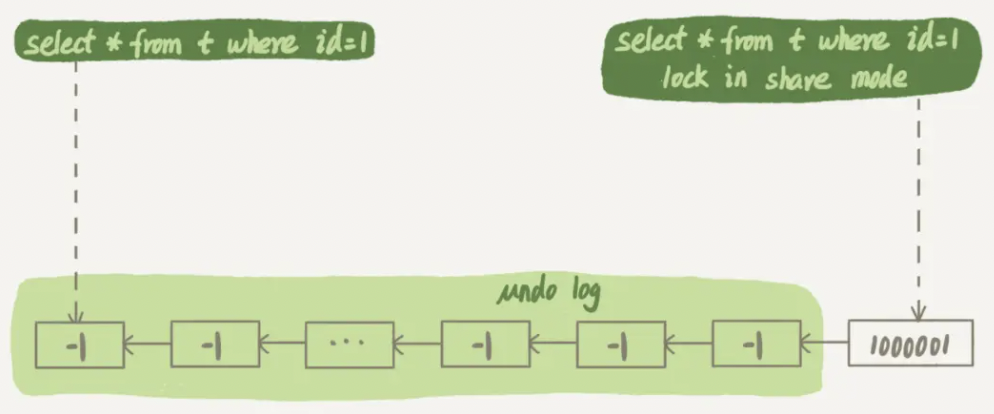 select * from t where id=1
select * from t where id=1
lock in share mode
undo log
-1
-1
...
-1
-1
-1
1000001